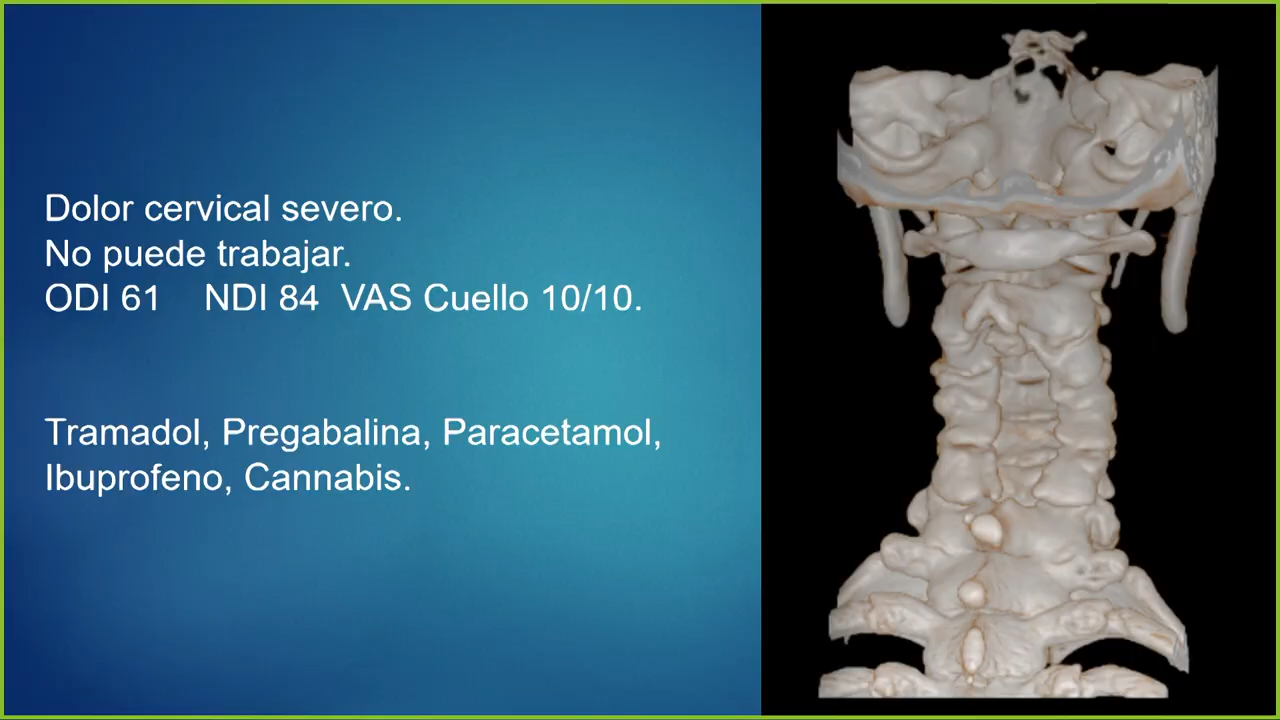 Dolor cervical severo.
No puede trabajar.
ODI 61 NDI 84 VAS Cuello 10/10.
Tramadol, Pregabalina, Paracetamol,
Ibuprofeno, Cannabis.